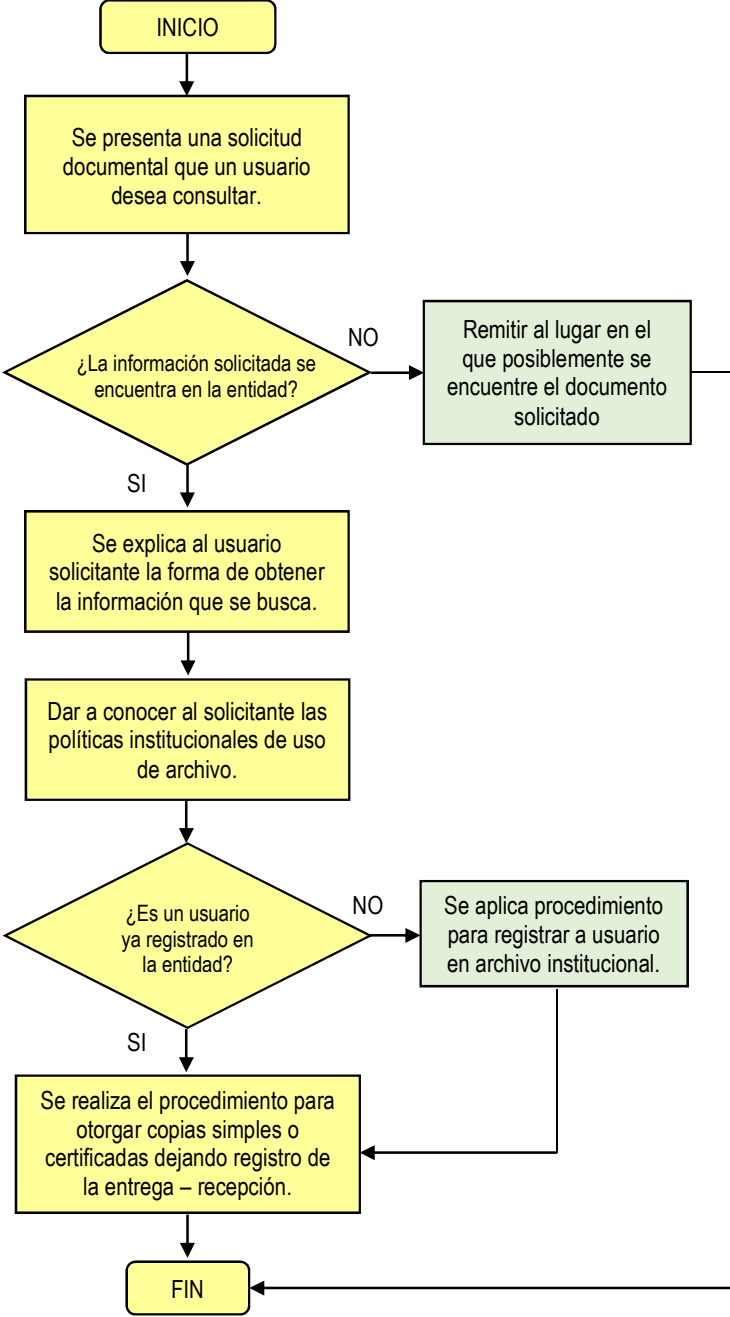 INICIO
Se presenta una solicitud
documental que un usuario
desea consultar.
¿La información solicitada se
encuentra en la entidad?
NO
Remitir al lugar en el
que posiblemente se
encuentre el documento
solicitado
SI
Se explica al usuario
solicitante la forma de obtener
la información que se busca.
Dar a conocer al solicitante las
políticas institucionales de uso
de archivo.
¿Es un usuario
ya registrado en
la entidad?
NO
Se aplica procedimiento
para registrar a usuario
en archivo institucional.
SI
Se realiza el procedimiento para
otorgar copias simples o
certificadas dejando registro de
la entrega – recepción.
FIN